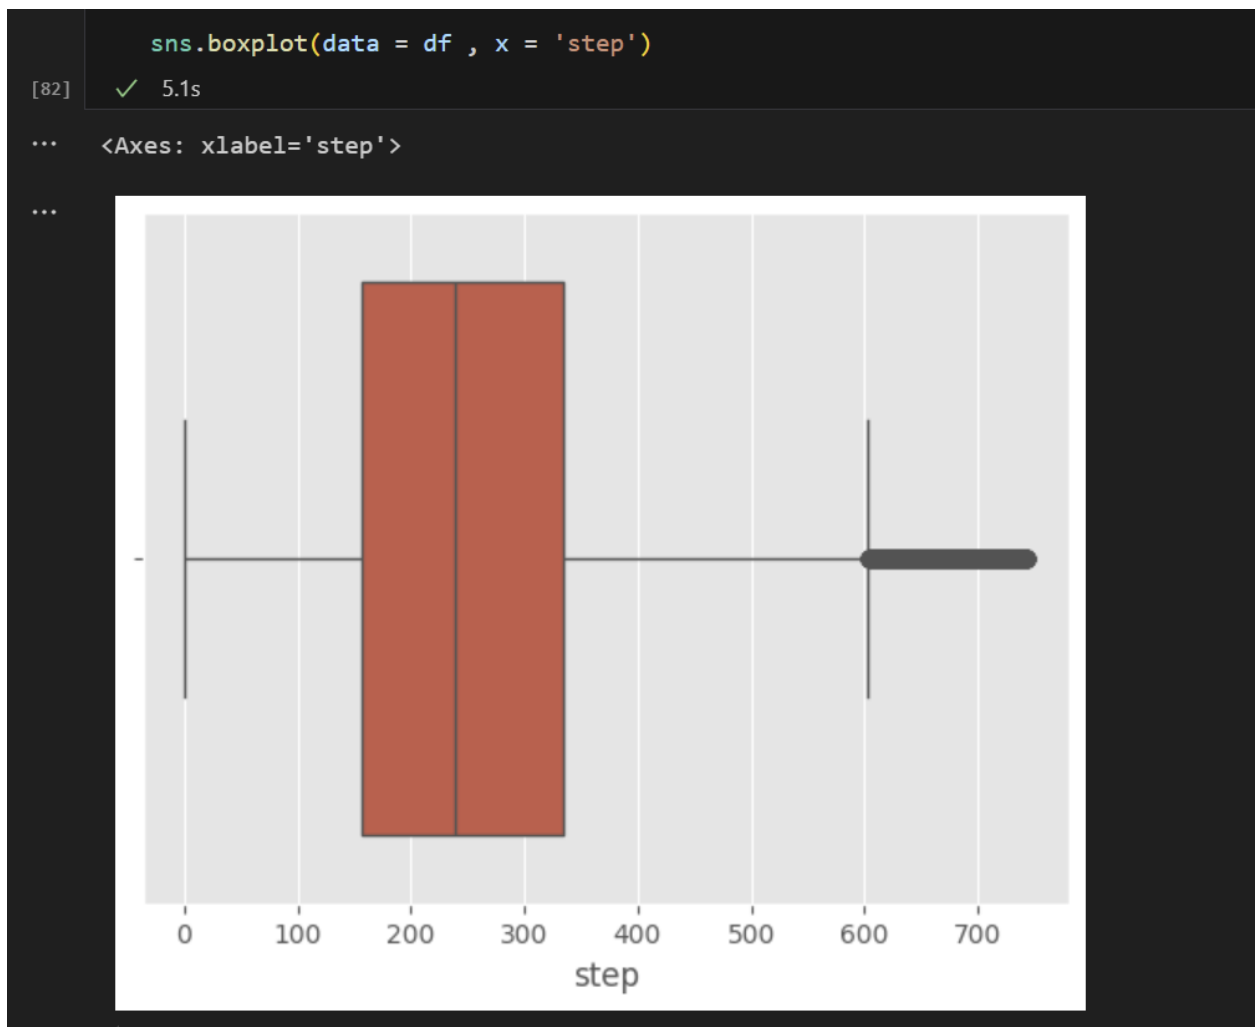 sns.boxplot(data = df , x = 'step')
[82] ✓ 5.1s
... <Axes: xlabel='step'>
...
0 100 200 300 400 500 600 700
step